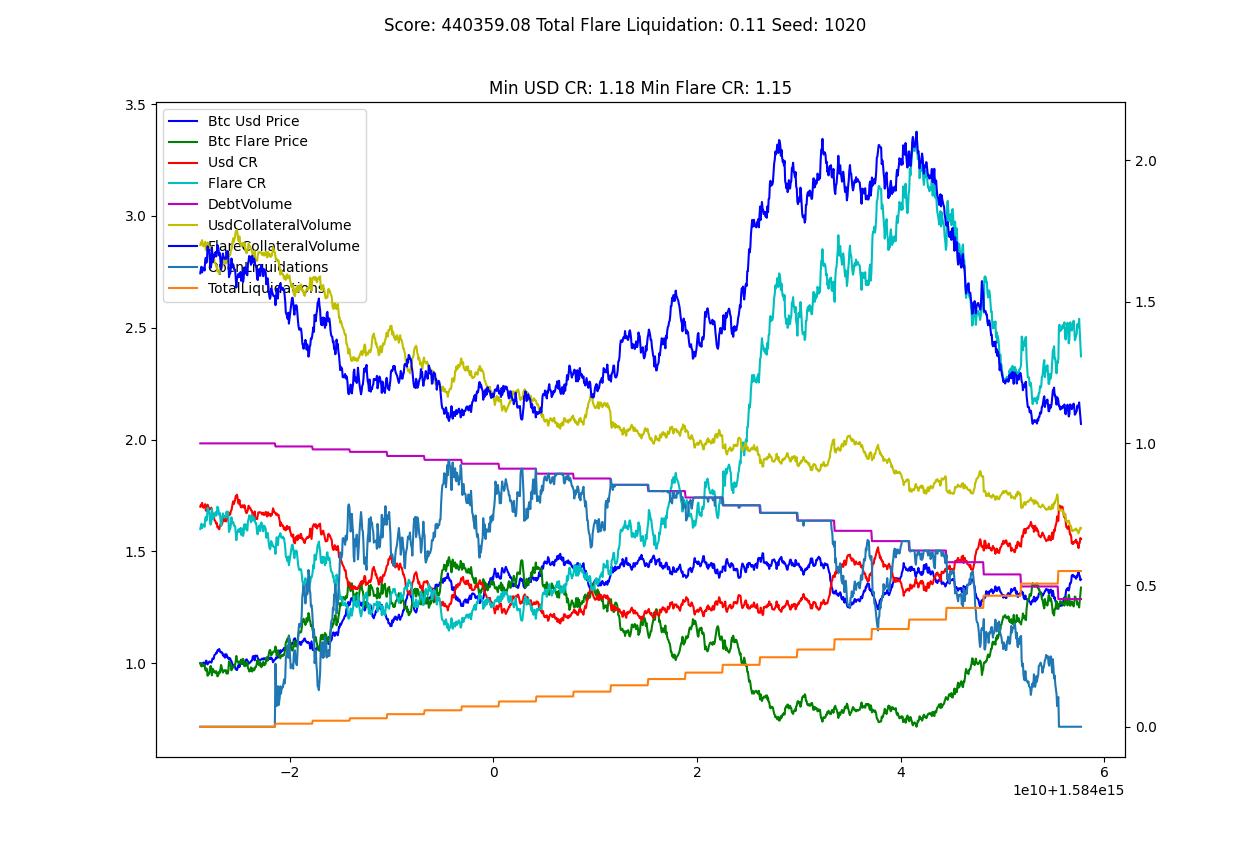 Score: 440359.08 Total Flare Liquidation: 0.11 Seed: 1020
Min USD CR: 1.18 Min Flare CR: 1.15
3.5
3.0
2.5
2.0
1.5
1.0
Btc Usd Price
Btc Flare Price
Usd CR
Flare CR
DebtVolume
UsdCollateralVolume
FlareCollateralVolume
OpenLiquidations
TotalLiquidations
2.0
1.5
1.0
0.5
0.0
−2 0 2 4 6
1e10+1.584e15